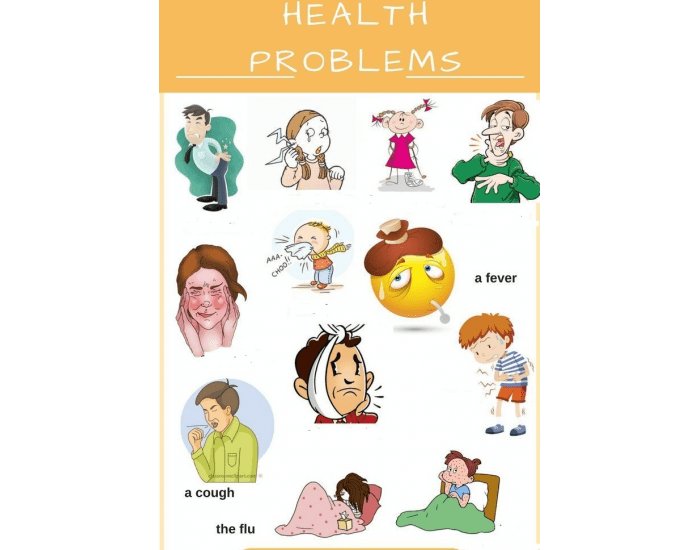 HEALTH
PROBLEMS
AAA-
CHOO!!
a fever
a cough
the flu